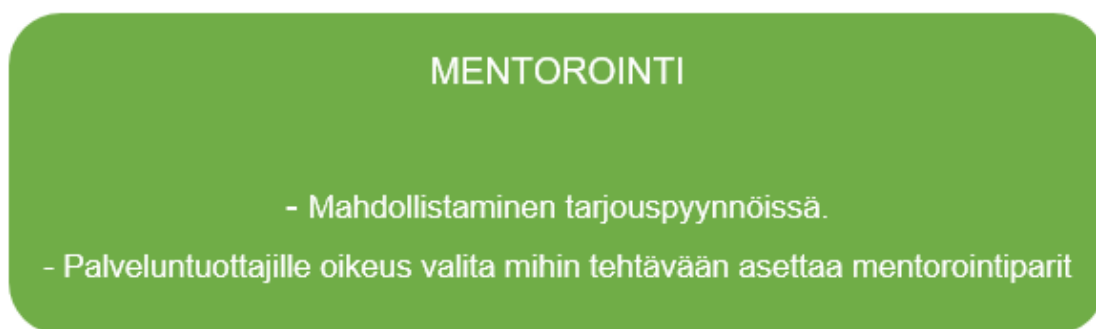 MENTOROINTI
- Mahdollistaminen tarjouspyynnöissä.
- Palveluntuottajille oikeus valita mihin tehtävään asettaa mentorointiparit